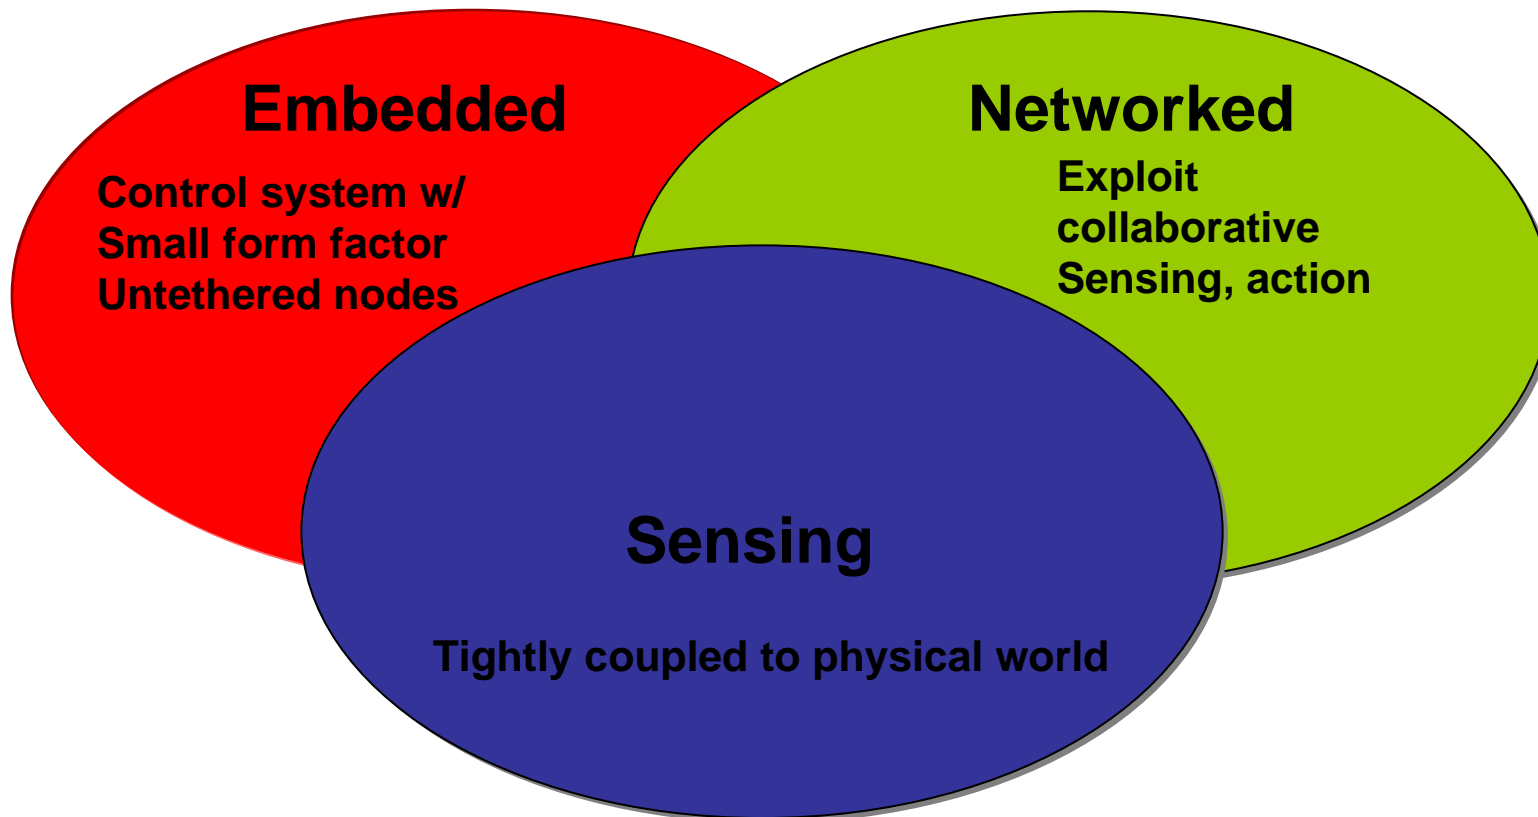 Embedded
Control system w/
Small form factor
Untethered nodes
Networked
Exploit
collaborative
Sensing, action
Sensing
Tightly coupled to physical world